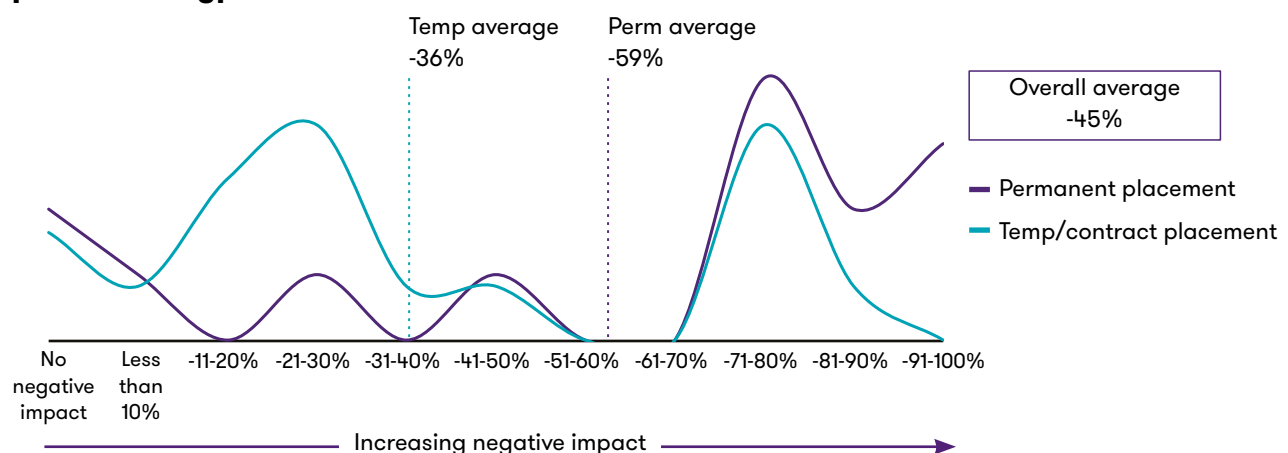 Temp average
-36%
Perm average
-59%
Overall average
-45%
Permanent placement
Temp/contract placement
No negative impact
Less than 10%
-11-20%
-21-30%
-31-40%
-41-50%
-51-60%
-61-70%
-71-80%
-81-90%
-91-100%
Increasing negative impact